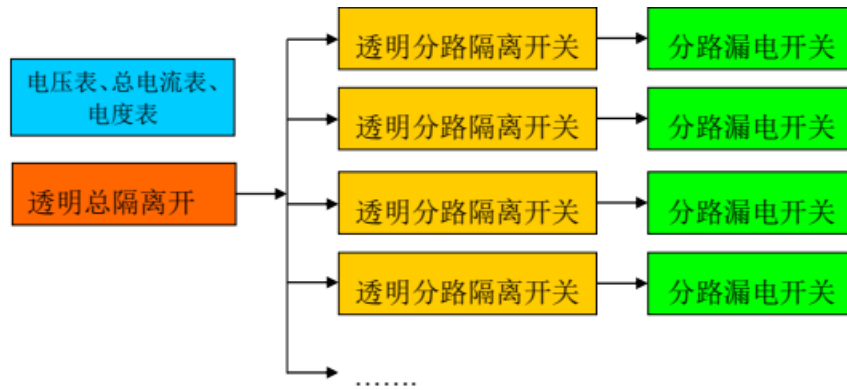 透明分路隔离开关
分路漏电开关
电压表、总电流表、
电度表
透明分路隔离开关
分路漏电开关
透明总隔离开
透明分路隔离开关
分路漏电开关
透明分路隔离开关
分路漏电开关
.......